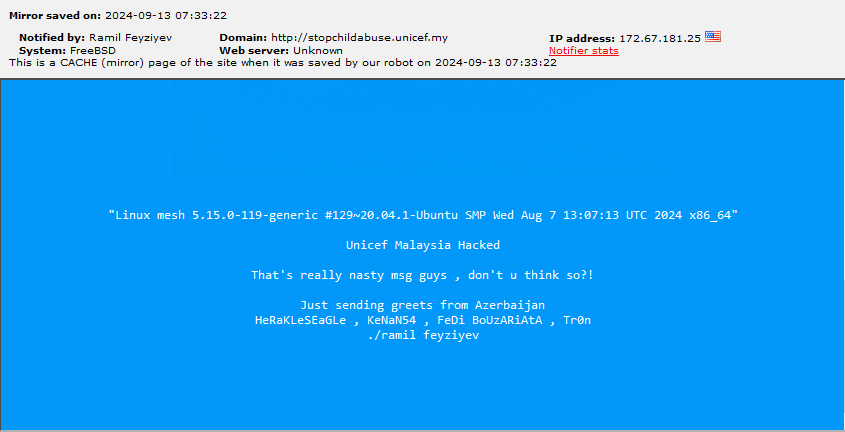 Mirror saved on: 2024-09-13 07:33:22
Notified by: Ramil Feyziyev Domain: http://stopchildabuse.unicef.my IP address: 172.67.181.25
System: FreeBSD Web server: Unknown Notifier stats
This is a CACHE (mirror) page of the site when it was saved by our robot on 2024-09-13 07:33:22
"Linux mesh 5.15.0-119-generic #129~20.04.1-Ubuntu SMP Wed Aug 7 13:07:13 UTC 2024 x86_64"
Unicef Malaysia Hacked
That's really nasty msg guys , don't u think so?!
Just sending greets from Azerbaijan
HeRaKLeSEaGLe , KeNaN54 , FeDi BoUzARiAtA , Tr0n
./ramil feyziyev